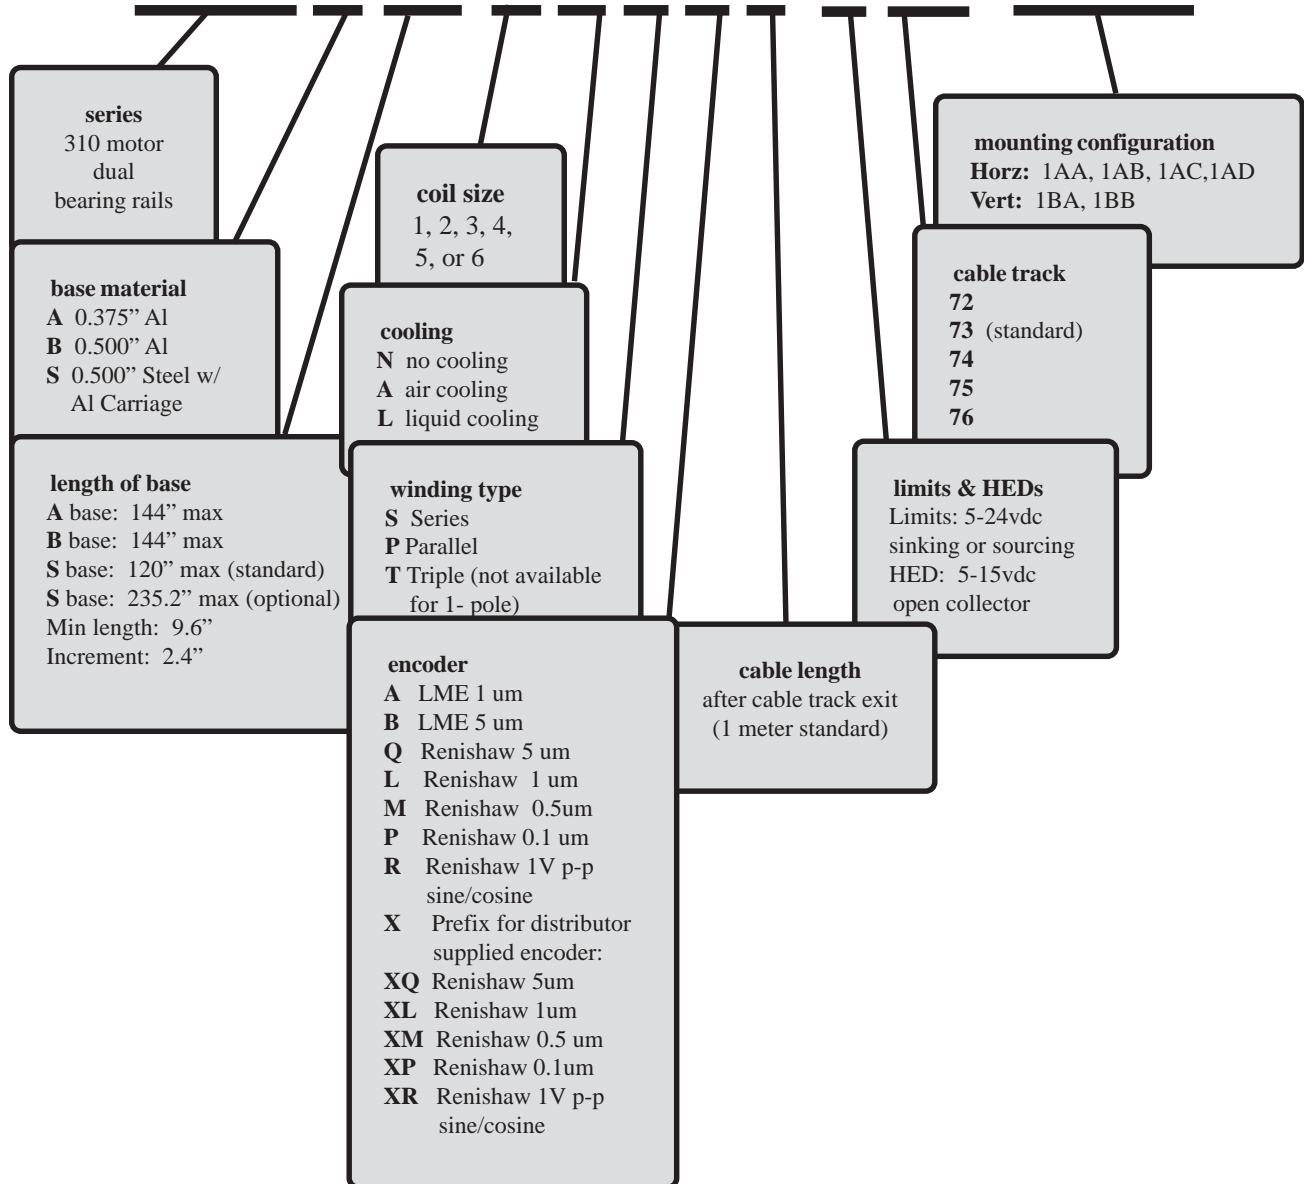 series
310 motor
dual
bearing rails
base material
A 0.375” Al
B 0.500” Al
S 0.500” Steel w/
Al Carriage
length of base
A base: 144” max
B base: 144” max
S base: 120” max (standard)
S base: 235.2” max (optional)
Min length: 9.6”
Increment: 2.4”
coil size
1, 2, 3, 4,
5, or 6
cooling
N no cooling
A air cooling
L liquid cooling
winding type
S Series
P Parallel
T Triple (not available
for 1- pole)
encoder
A LME 1 um
B LME 5 um
Q Renishaw 5 um
L Renishaw 1 um
M Renishaw 0.5um
P Renishaw 0.1 um
R Renishaw 1V p-p
sine/cosine
X Prefix for distributor
supplied encoder:
XQ Renishaw 5um
XL Renishaw 1um
XM Renishaw 0.5 um
XP Renishaw 0.1um
XR Renishaw 1V p-p
sine/cosine
cable length
after cable track exit
(1 meter standard)
limits & HEDs
Limits: 5-24vdc
sinking or sourcing
HED: 5-15vdc
open collector
cable track
72
73 (standard)
74
75
76
mounting configuration
Horz: 1AA, 1AB, 1AC,1AD
Vert: 1BA, 1BB